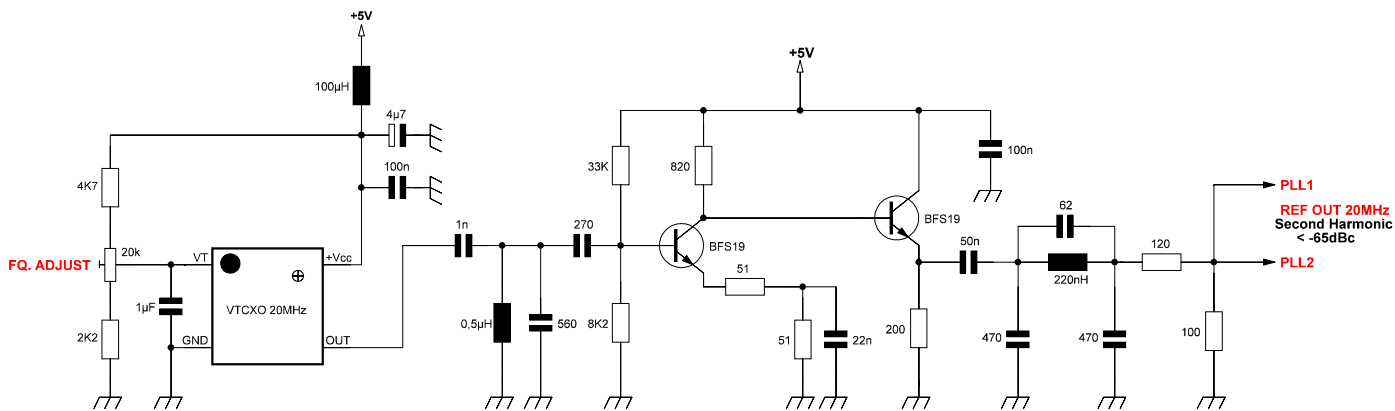 +5V
100µH
4µ7
100n
4K7
FQ. ADJUST
20k
VT
+Vcc
1µF
VTCXO 20MHz
2K2
GND
OUT
1n
0,5µH
560
270
33K
8K2
820
BFS19
51
51
22n
+5V
BFS19
100n
200
50n
62
220nH
470
470
120
100
PLL1
REF OUT 20MHz
Second Harmonic
< -65dBc
PLL2